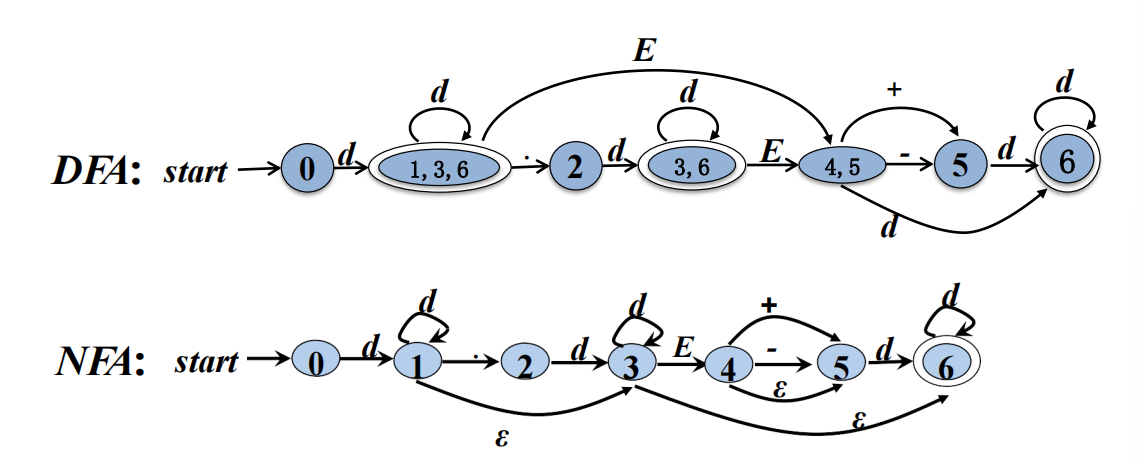 E
d d + d
DFA: start 0 d 1,3,6 . 2 d 3,6 E 4,5 - 5 d 6
d
d d + d
NFA: start 0 d 1 . 2 d 3 E 4 - 5 d 6
ε
ε ε